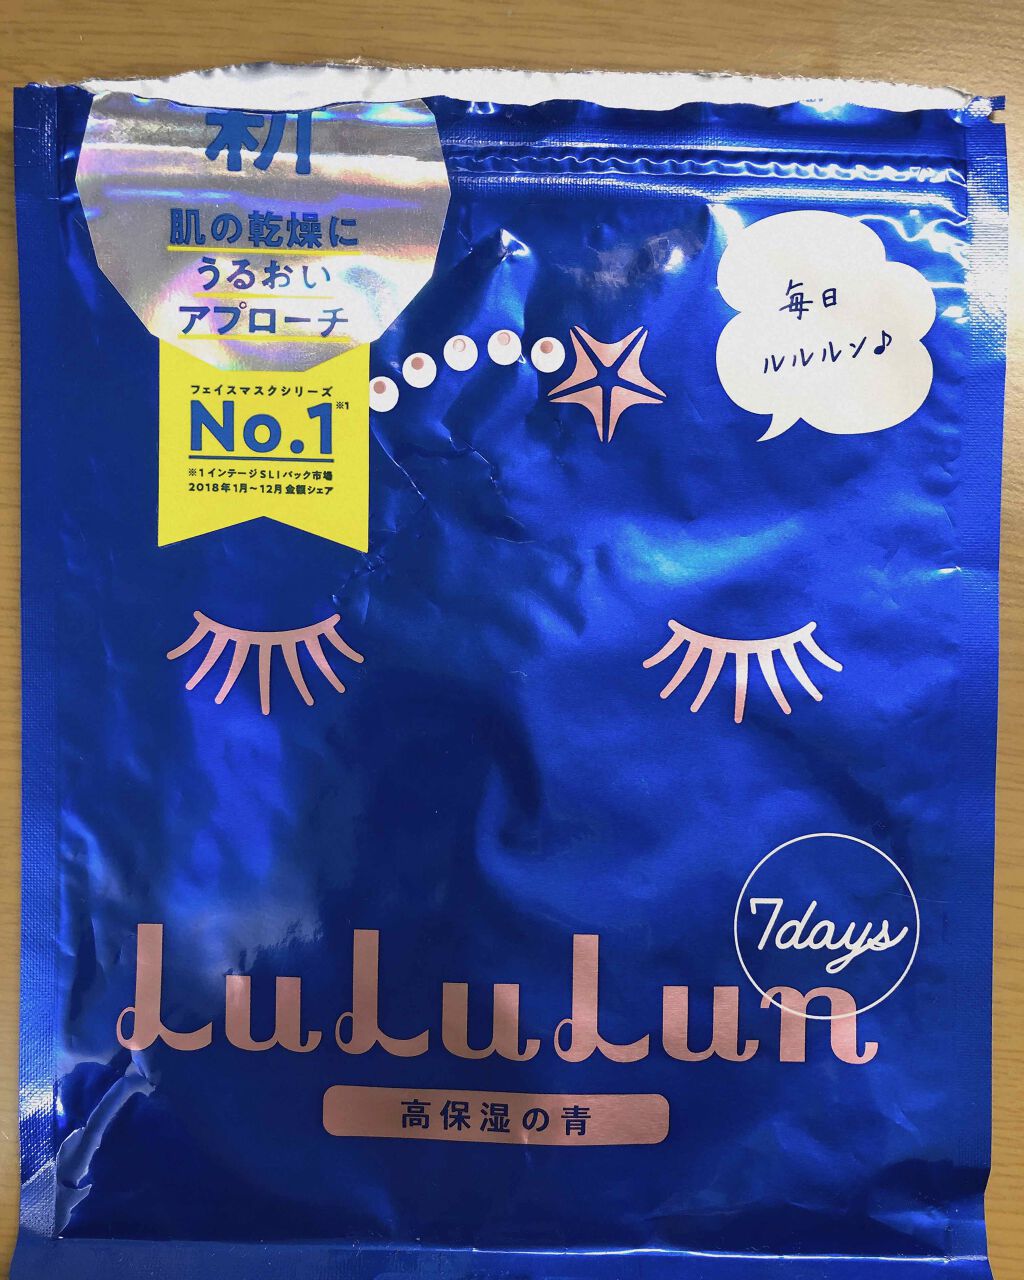 肌の乾燥に
うるおい
アプローチ
フェイスマスクシリーズ
No.1※1
※1インテージSLIパック市場
2018年1月〜12月金額シェア
毎日
ルルルン♪
7days
LuLuLun
高保湿の青